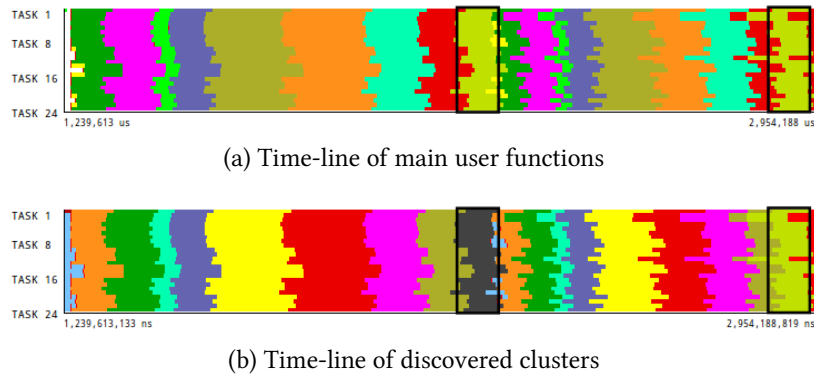 TASK 1
TASK 8
TASK 16
TASK 24
1,239,613 us 2,954,188 us
(a) Time-line of main user functions
TASK 1
TASK 8
TASK 16
TASK 24
1,239,613,133 ns 2,954,188,819 ns
(b) Time-line of discovered clusters